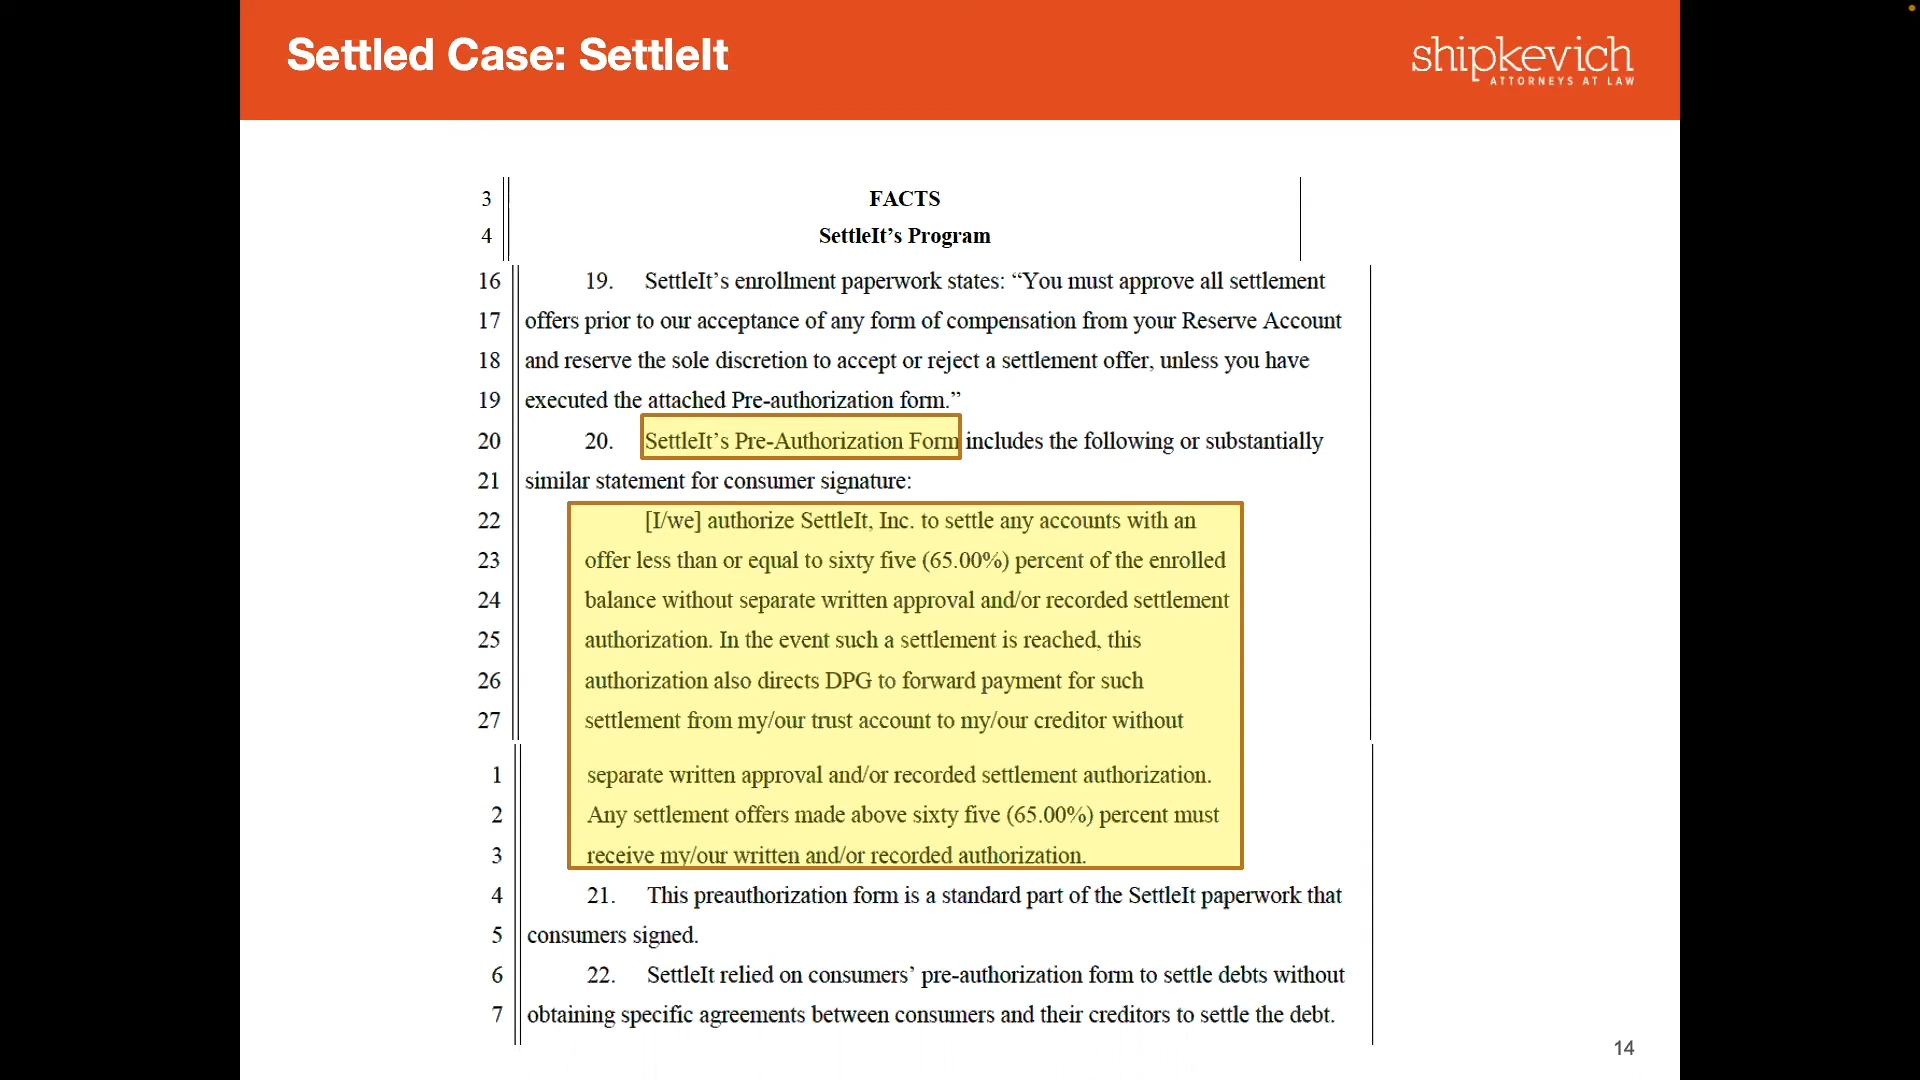 Settled Case: SettleIt
shipkevich
ATTORNEYS AT LAW
3 FACTS
4 SettleIt’s Program
16 19. SettleIt’s enrollment paperwork states: “You must approve all settlement
17 offers prior to our acceptance of any form of compensation from your Reserve Account
18 and reserve the sole discretion to accept or reject a settlement offer, unless you have
19 executed the attached Pre-authorization form.”
20 20. SettleIt’s Pre-Authorization Form includes the following or substantially
21 similar statement for consumer signature:
22 [I/we] authorize SettleIt, Inc. to settle any accounts with an
23 offer less than or equal to sixty five (65.00%) percent of the enrolled
24 balance without separate written approval and/or recorded settlement
25 authorization. In the event such a settlement is reached, this
26 authorization also directs DPG to forward payment for such
27 settlement from my/our trust account to my/our creditor without
1 separate written approval and/or recorded settlement authorization.
2 Any settlement offers made above sixty five (65.00%) percent must
3 receive my/our written and/or recorded authorization.
4 21. This preauthorization form is a standard part of the SettleIt paperwork that
5 consumers signed.
6 22. SettleIt relied on consumers’ pre-authorization form to settle debts without
7 obtaining specific agreements between consumers and their creditors to settle the debt.
14